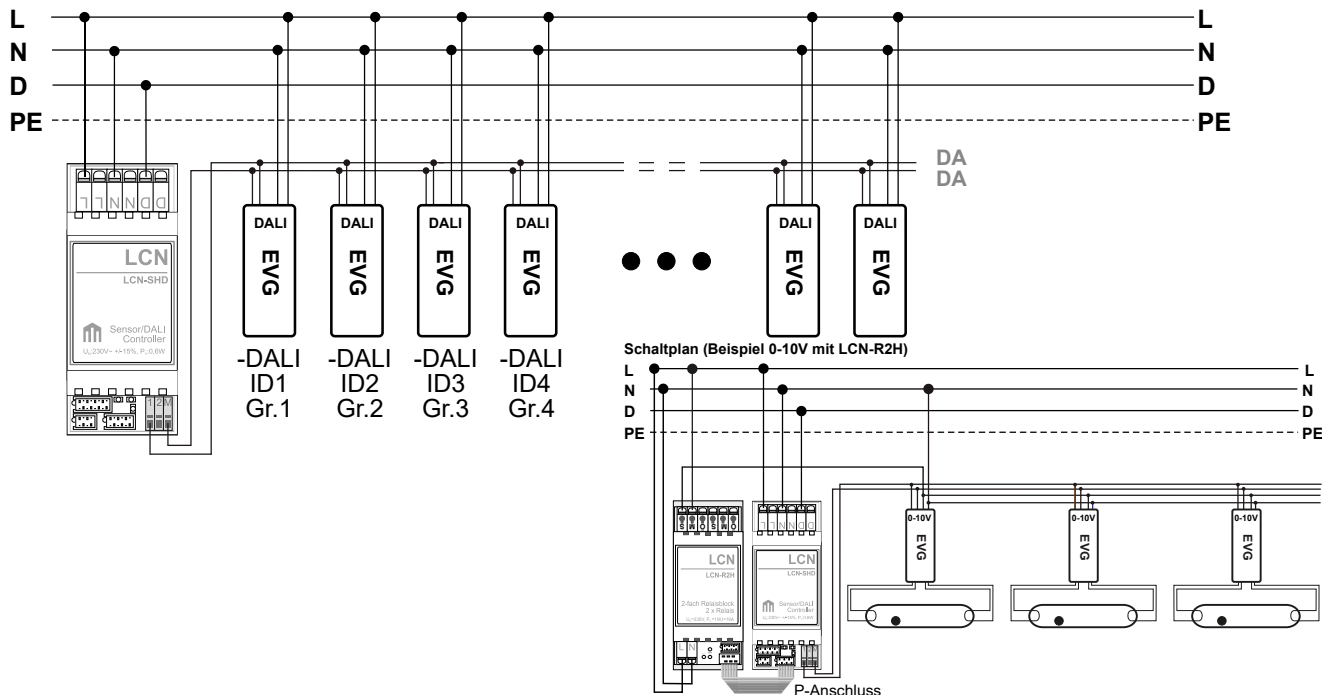 L
L
N
N
D
D
PE
PE
DA
DA
L L N N D D
LCN
LCN-SHD
Sensor/DALI
Controller
1 2 M
DALI
EVG
DALI
EVG
DALI
EVG
DALI
EVG
DALI
EVG
DALI
EVG
-DALI
ID1
Gr.1
-DALI
ID2
Gr.2
-DALI
ID3
Gr.3
-DALI
ID4
Gr.4
Schaltplan (Beispiel 0-10V mit LCN-R2H)
L
L
N
N
D
D
PE
PE
S M O S M O
LCN
LCN-R2H
2-fach Relaisblock
2 x Relais
L N
L L N N D D
LCN
LCN-SHD
Sensor/DALI
Controller
0-10V
EVG
0-10V
EVG
0-10V
EVG
P-Anschluss